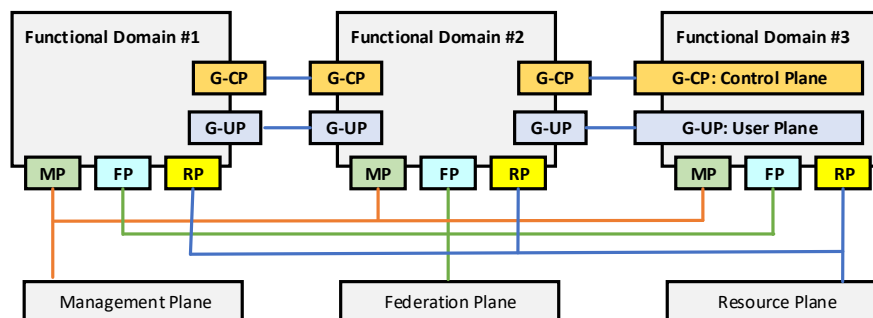 Functional Domain #1
Functional Domain #2
Functional Domain #3
G-CP
G-CP
G-CP
G-CP: Control Plane
G-UP
G-UP
G-UP
G-UP: User Plane
MP
FP
RP
MP
FP
RP
MP
FP
RP
Management Plane
Federation Plane
Resource Plane